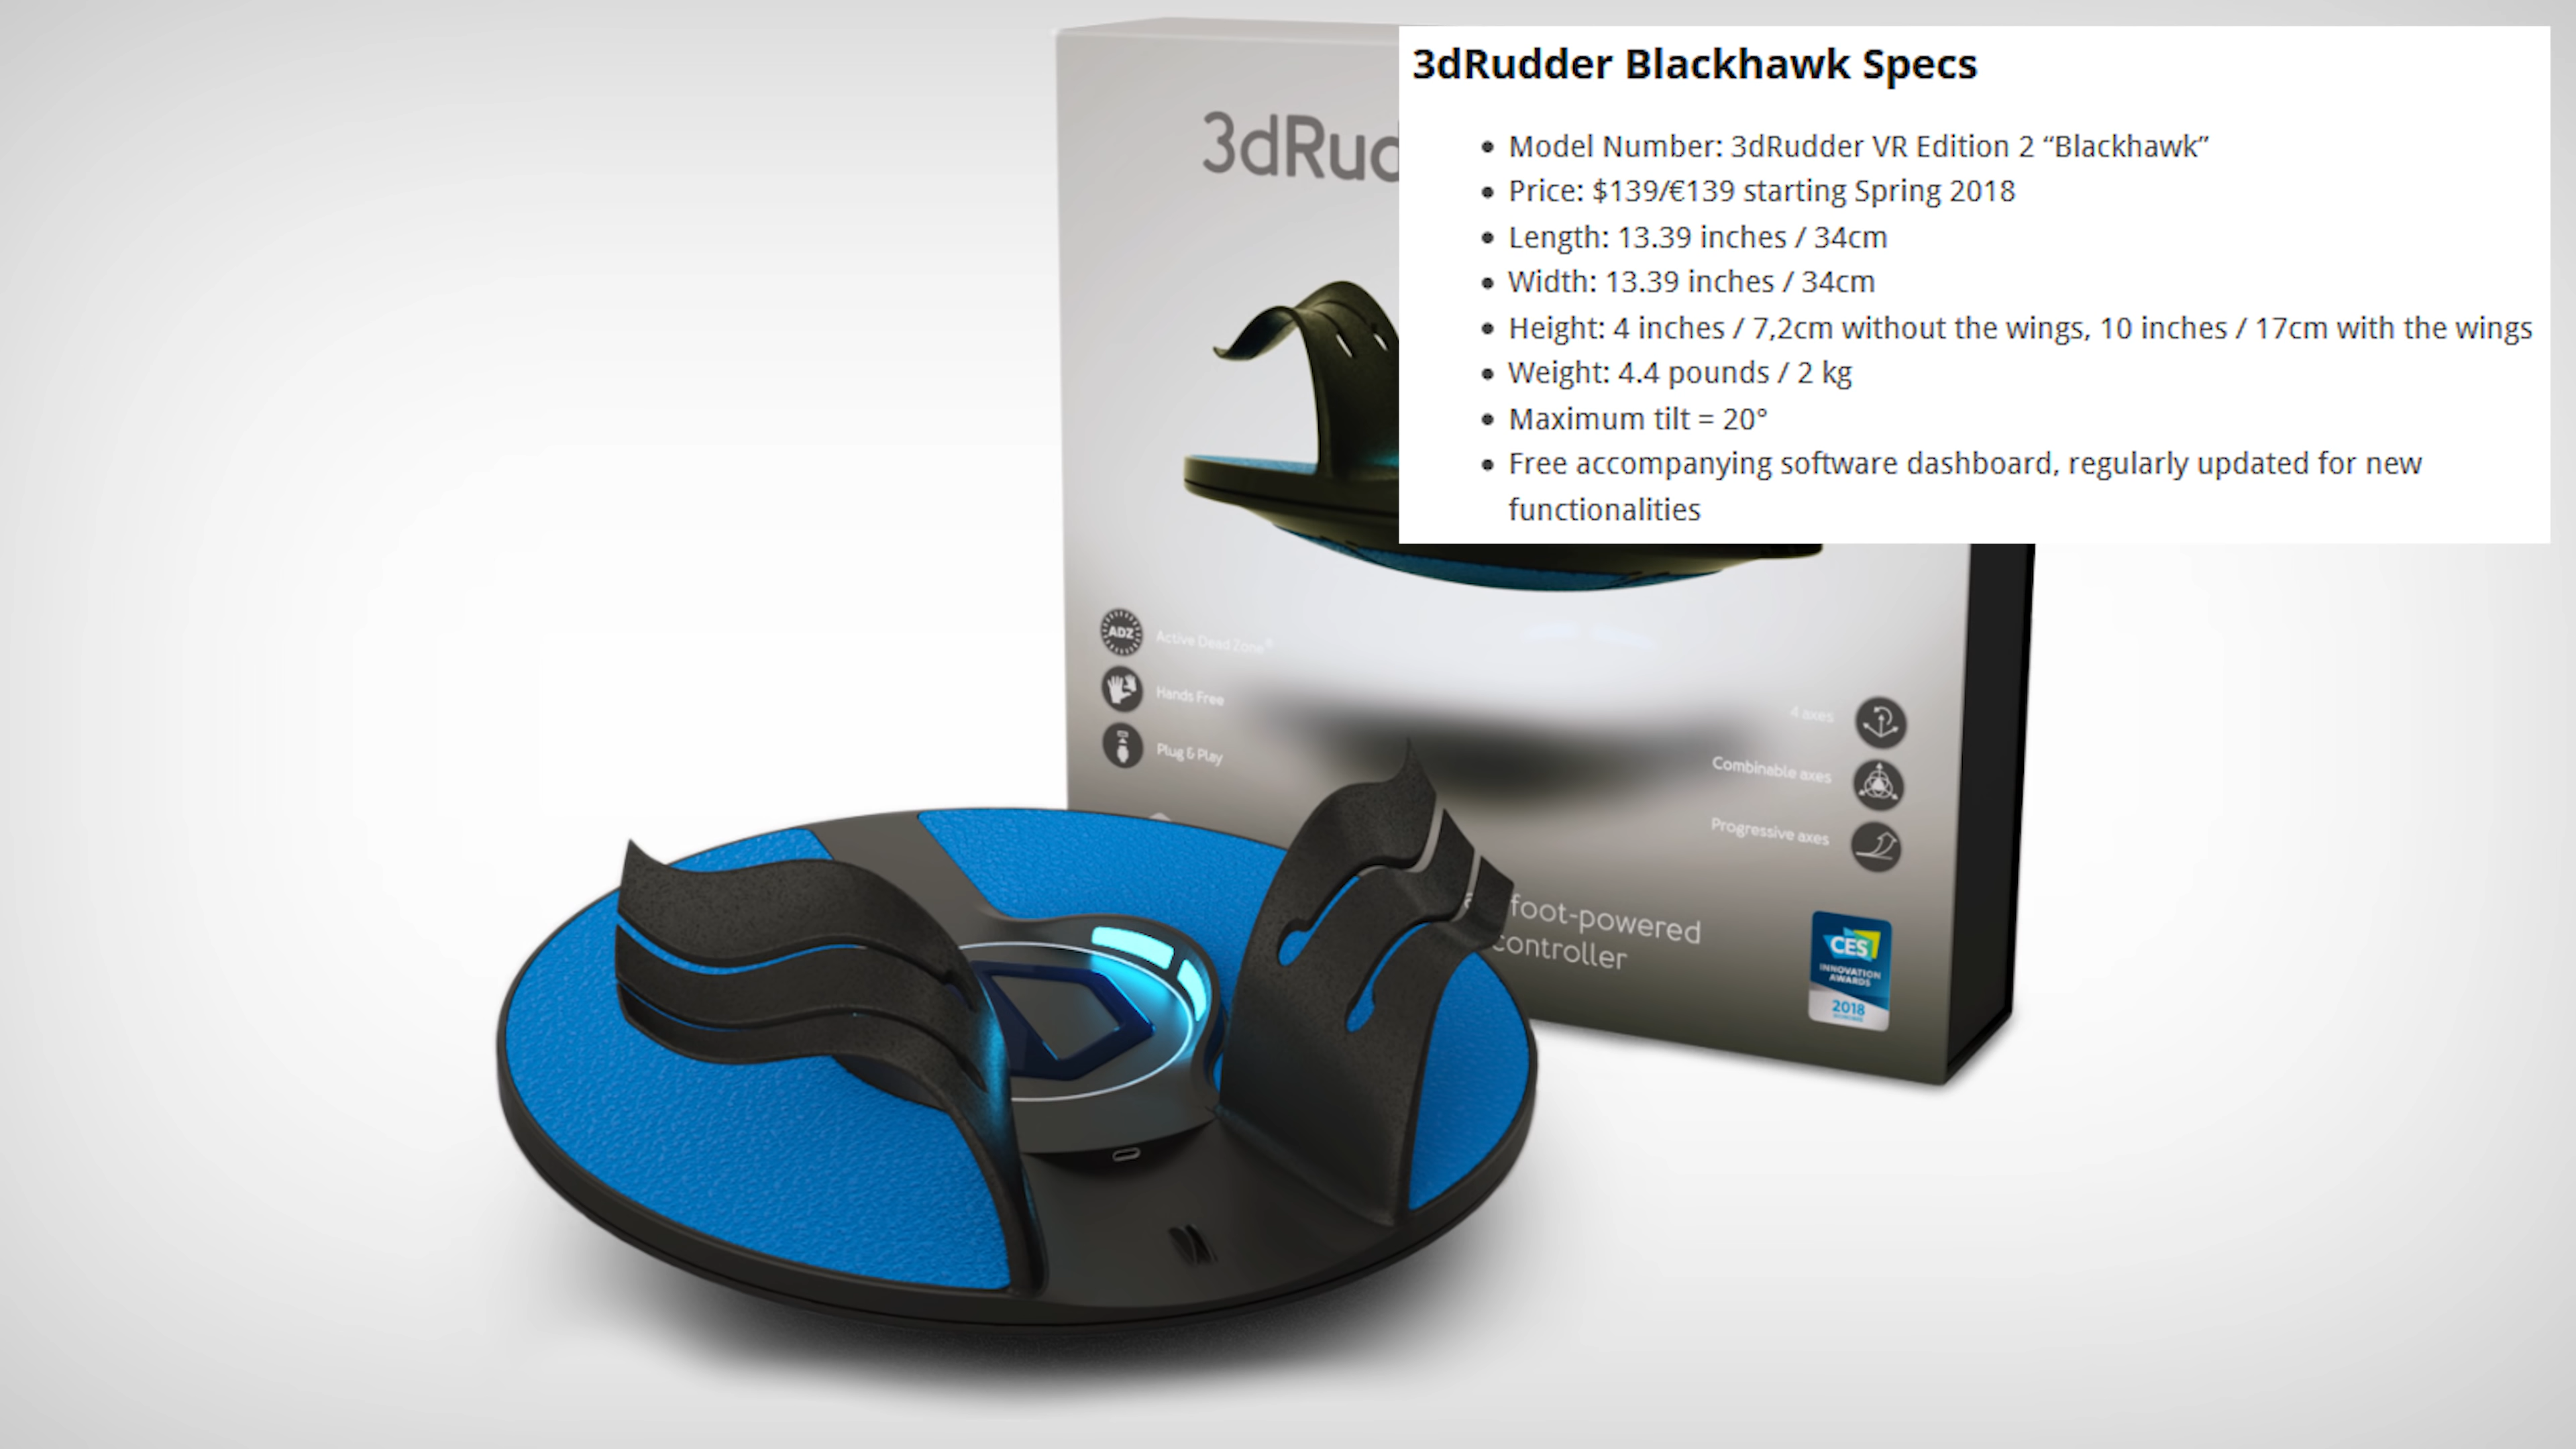 3dRudder Blackhawk Specs
Model Number: 3dRudder VR Edition 2 “Blackhawk”
Price: $139/€139 starting Spring 2018
Length: 13.39 inches / 34cm
Width: 13.39 inches / 34cm
Height: 4 inches / 7,2cm without the wings, 10 inches / 17cm with the wings
Weight: 4.4 pounds / 2 kg
Maximum tilt = 20°
Free accompanying software dashboard, regularly updated for new
functionalities
3dRud
ADZ
Active Dead Zone®
Hands Free
Plug & Play
4 axes
Combinable axes
Progressive axes
foot-powered
controller
CES
INNOVATION
AWARDS
2018